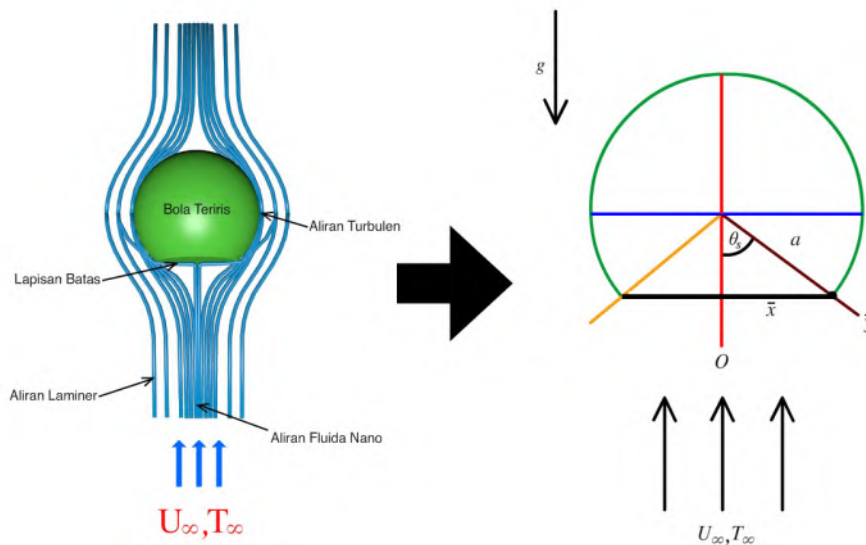 Bola Teriris
Aliran Turbulen
Lapisan Batas
Aliran Laminer
Aliran Fluida Nano
U∞,T∞
g
θs
a
x̄
O
U∞,T∞